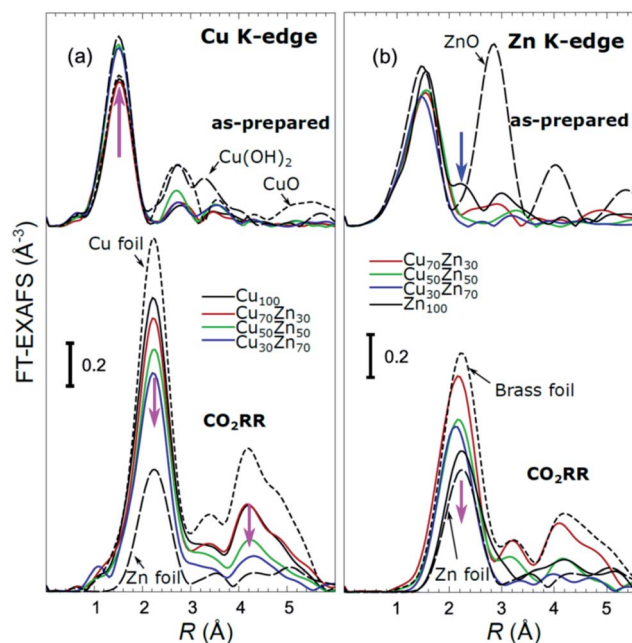 (a)
Cu K-edge
as-prepared
Cu(OH)₂
CuO
Cu foil
Cu₁₀₀
Cu₇₀Zn₃₀
Cu₅₀Zn₅₀
Cu₃₀Zn₇₀
0.2
CO₂RR
Zn foil
1 2 3 4 5
R (Å)
FT-EXAFS (Å⁻³)
(b)
Zn K-edge
ZnO
as-prepared
Cu₇₀Zn₃₀
Cu₅₀Zn₅₀
Cu₃₀Zn₇₀
Zn₁₀₀
0.2
Brass foil
CO₂RR
Zn foil
1 2 3 4 5
R (Å)